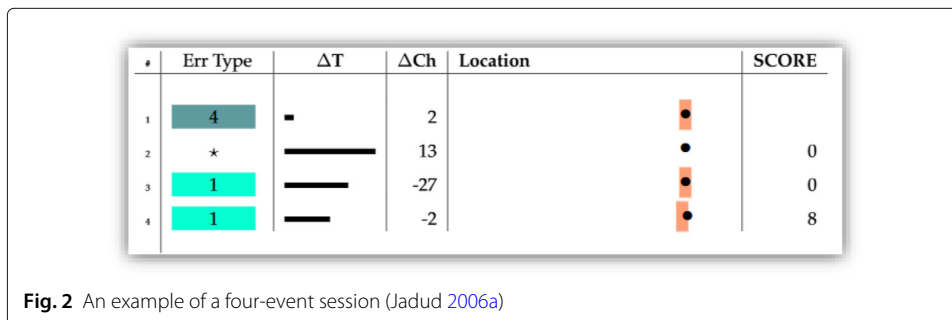 # Err Type ΔT ΔCh Location SCORE
1 4 2
2 ⋆ 13 0
3 1 -27 0
4 1 -2 8
Fig. 2 An example of a four-event session (Jadud 2006a)